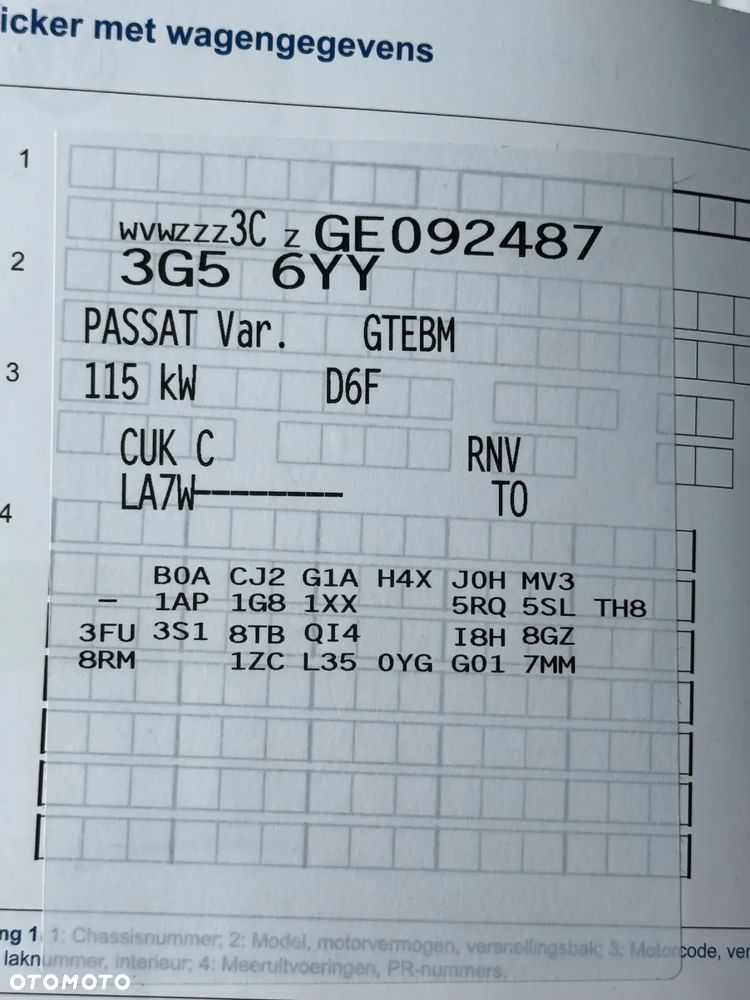 icker met wagengegevens
1
WVWZZZ3C Z GE092487
2
3G5 6YY
PASSAT Var. GTEBM
3
115 kW D6F
CUK C RNV
LA7W-------- TO
4
B0A CJ2 G1A H4X J0H MV3
- 1AP 1G8 1XX 5RQ 5SL TH8
3FU 3S1 8TB QI4 I8H 8GZ
8RM 1ZC L35 0YG G01 7MM
ng 1 1: Chassisnummer; 2: Model, motorvermogen, versnellingsbak; 3: Motorcode, ver
laknummer, interieur; 4: Meeruitvoeringen, PR-nummers.
OTOMOTO